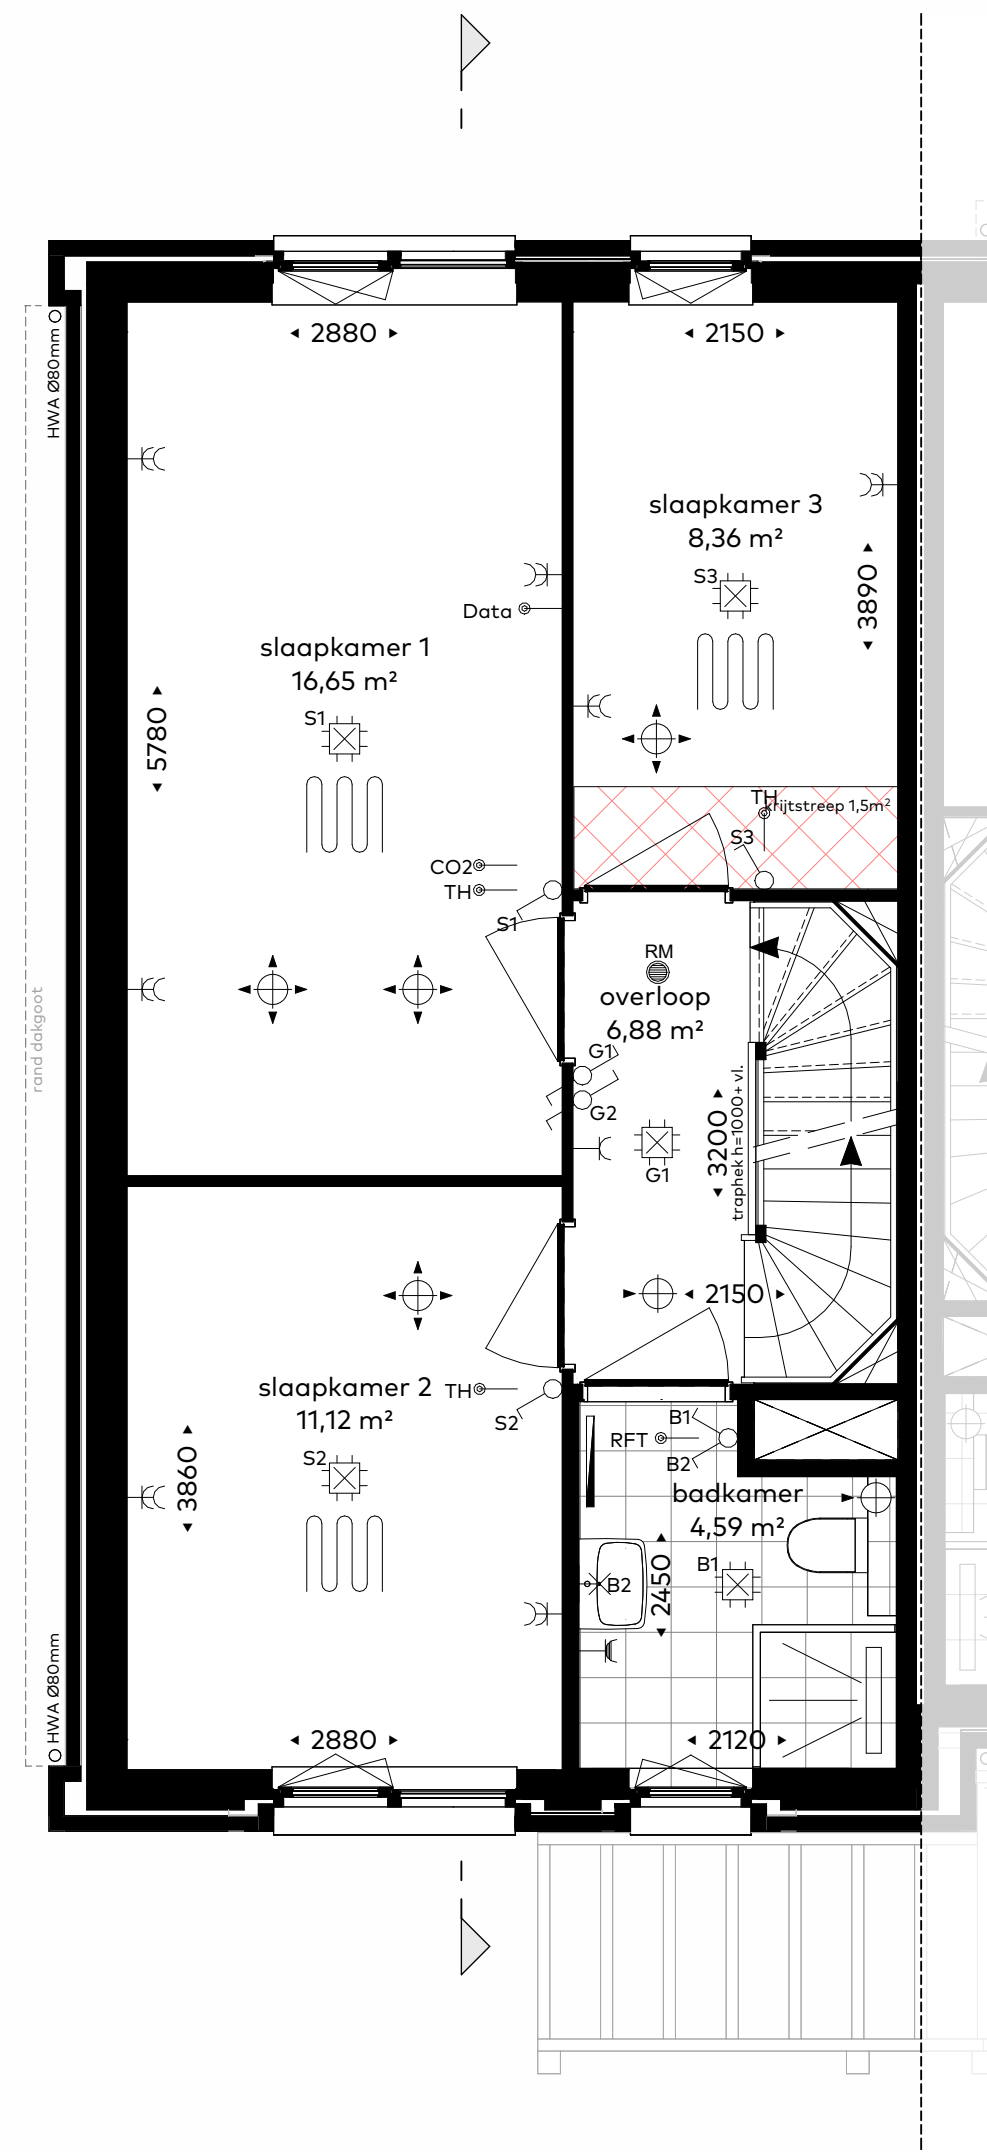 HWA Ø80mm
2880
2150
slaapkamer 3
8,36 m²
S3
3890
Data
slaapkamer 1
16,65 m²
S1
5780
TH
krijtstreep 1,5m²
S3
CO2
TH
S1
RM
overloop
6,88 m²
rand dakgoot
G1
G2
3200
traphek h=1000+ vl.
G1
2150
slaapkamer 2
11,12 m²
TH
S2
S2
3860
B1
RFT
B2
badkamer
4,59 m²
B1
B2
2450
HWA Ø80mm
2880
2120